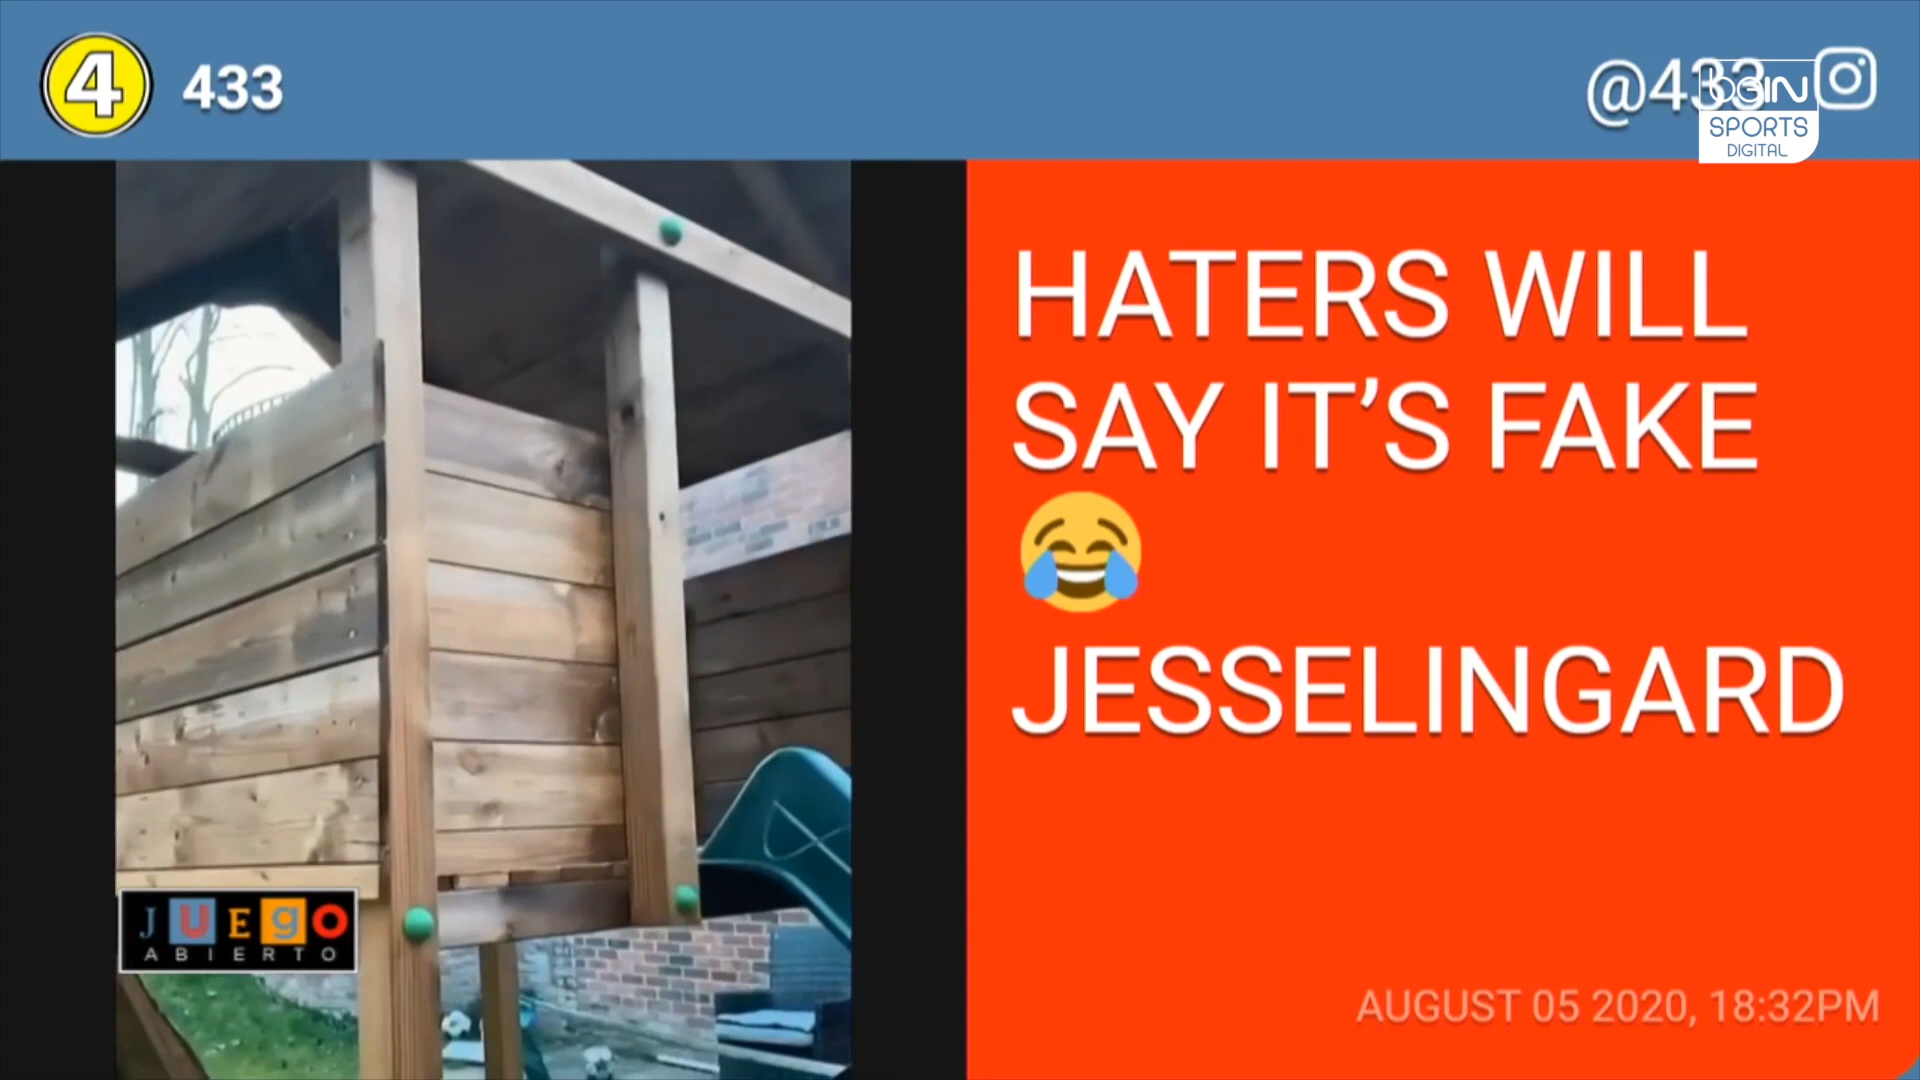 4
433
@433
beIN
SPORTS
DIGITAL
HATERS WILL
SAY IT’S FAKE
😂
JESSELINGARD
JUEgO
ABIERTO
AUGUST 05 2020, 18:32PM